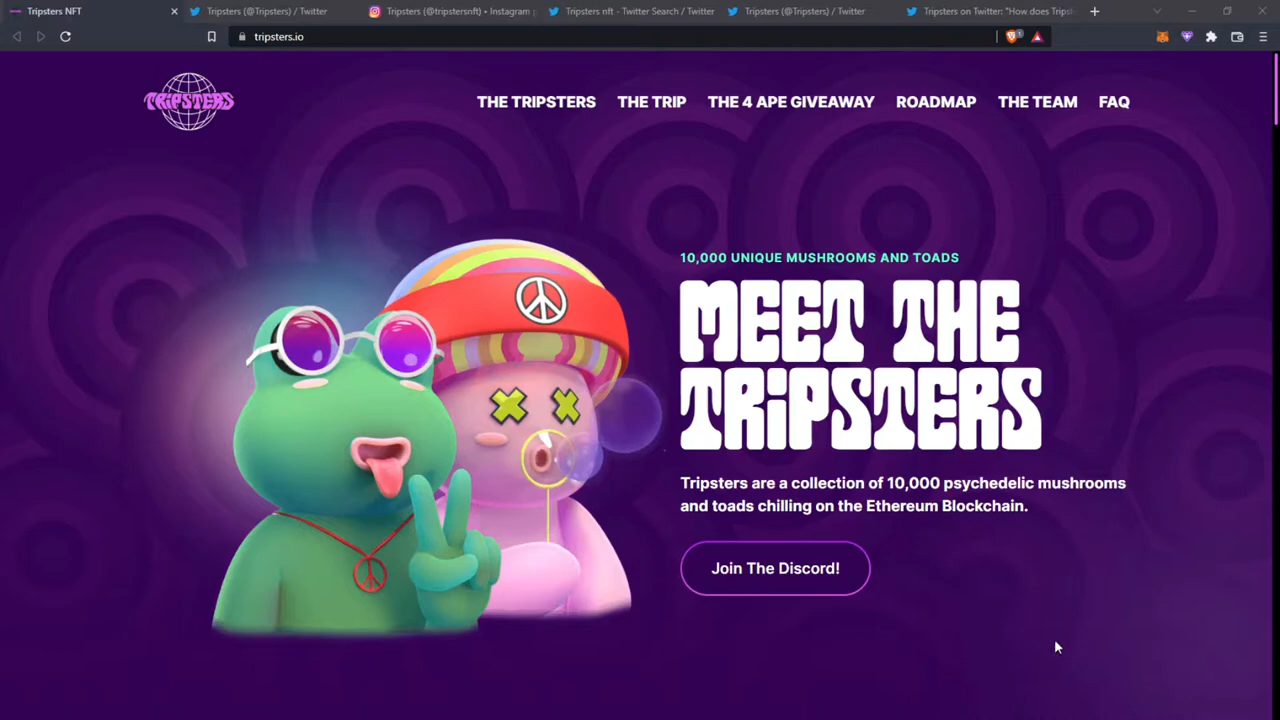 Tripsters NFT
Tripsters (@Tripsters) / Twitter
Tripsters (@tripstersnft) • Instagram p
Tripsters nft - Twitter Search / Twitter
Tripsters (@Tripsters) / Twitter
Tripsters on Twitter: "How does Tripst
tripsters.io
1
TRIPSTERS
THE TRIPSTERS
THE TRIP
THE 4 APE GIVEAWAY
ROADMAP
THE TEAM
FAQ
10,000 UNIQUE MUSHROOMS AND TOADS
MEET THE
TRiPSTERS
Tripsters are a collection of 10,000 psychedelic mushrooms
and toads chilling on the Ethereum Blockchain.
Join The Discord!